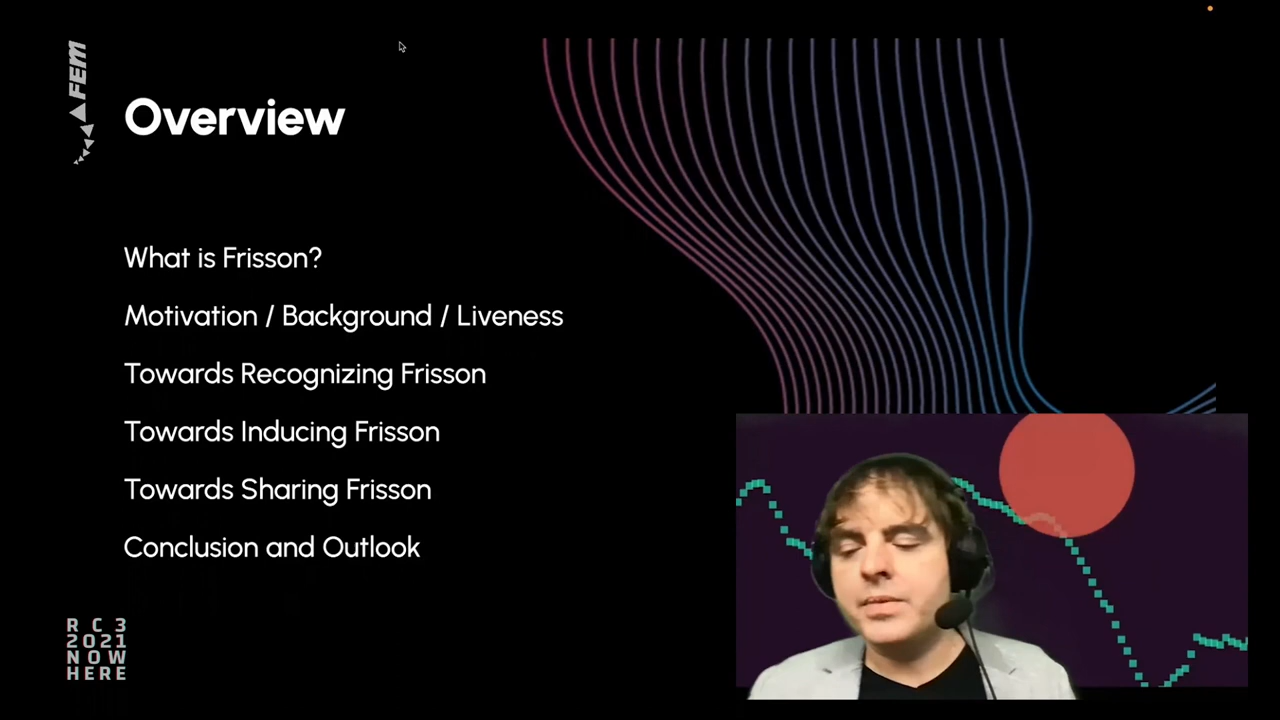 FEM
Overview
What is Frisson?
Motivation / Background / Liveness
Towards Recognizing Frisson
Towards Inducing Frisson
Towards Sharing Frisson
Conclusion and Outlook
R C 3
2021
NOW
HERE